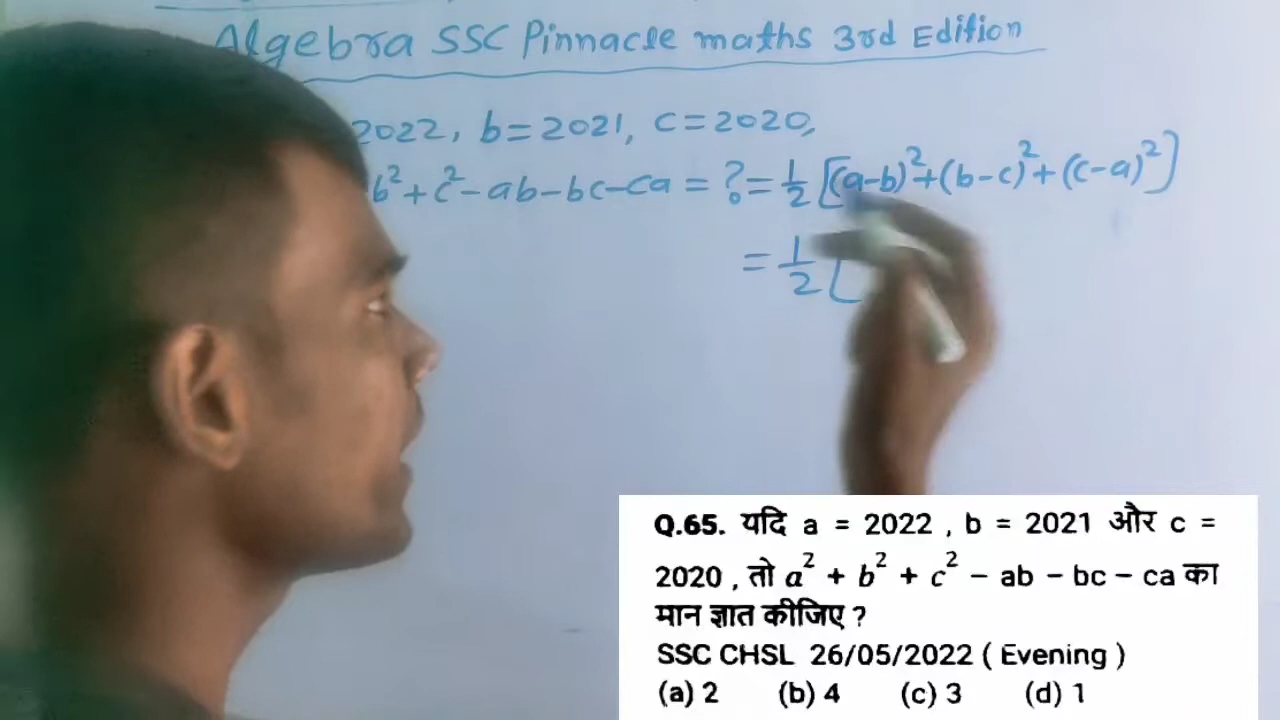 Algebra SSC Pinnacle maths 3rd Edition
2022, b=2021, c=2020,
b²+c²-ab-bc-ca = ? = 1/2 [(a-b)²+(b-c)²+(c-a)²]
= 1/2 [
Q.65. यदि a = 2022 , b = 2021 और c =
2020 , तो a² + b² + c² - ab - bc - ca का
मान ज्ञात कीजिए ?
SSC CHSL 26/05/2022 ( Evening )
(a) 2 (b) 4 (c) 3 (d) 1